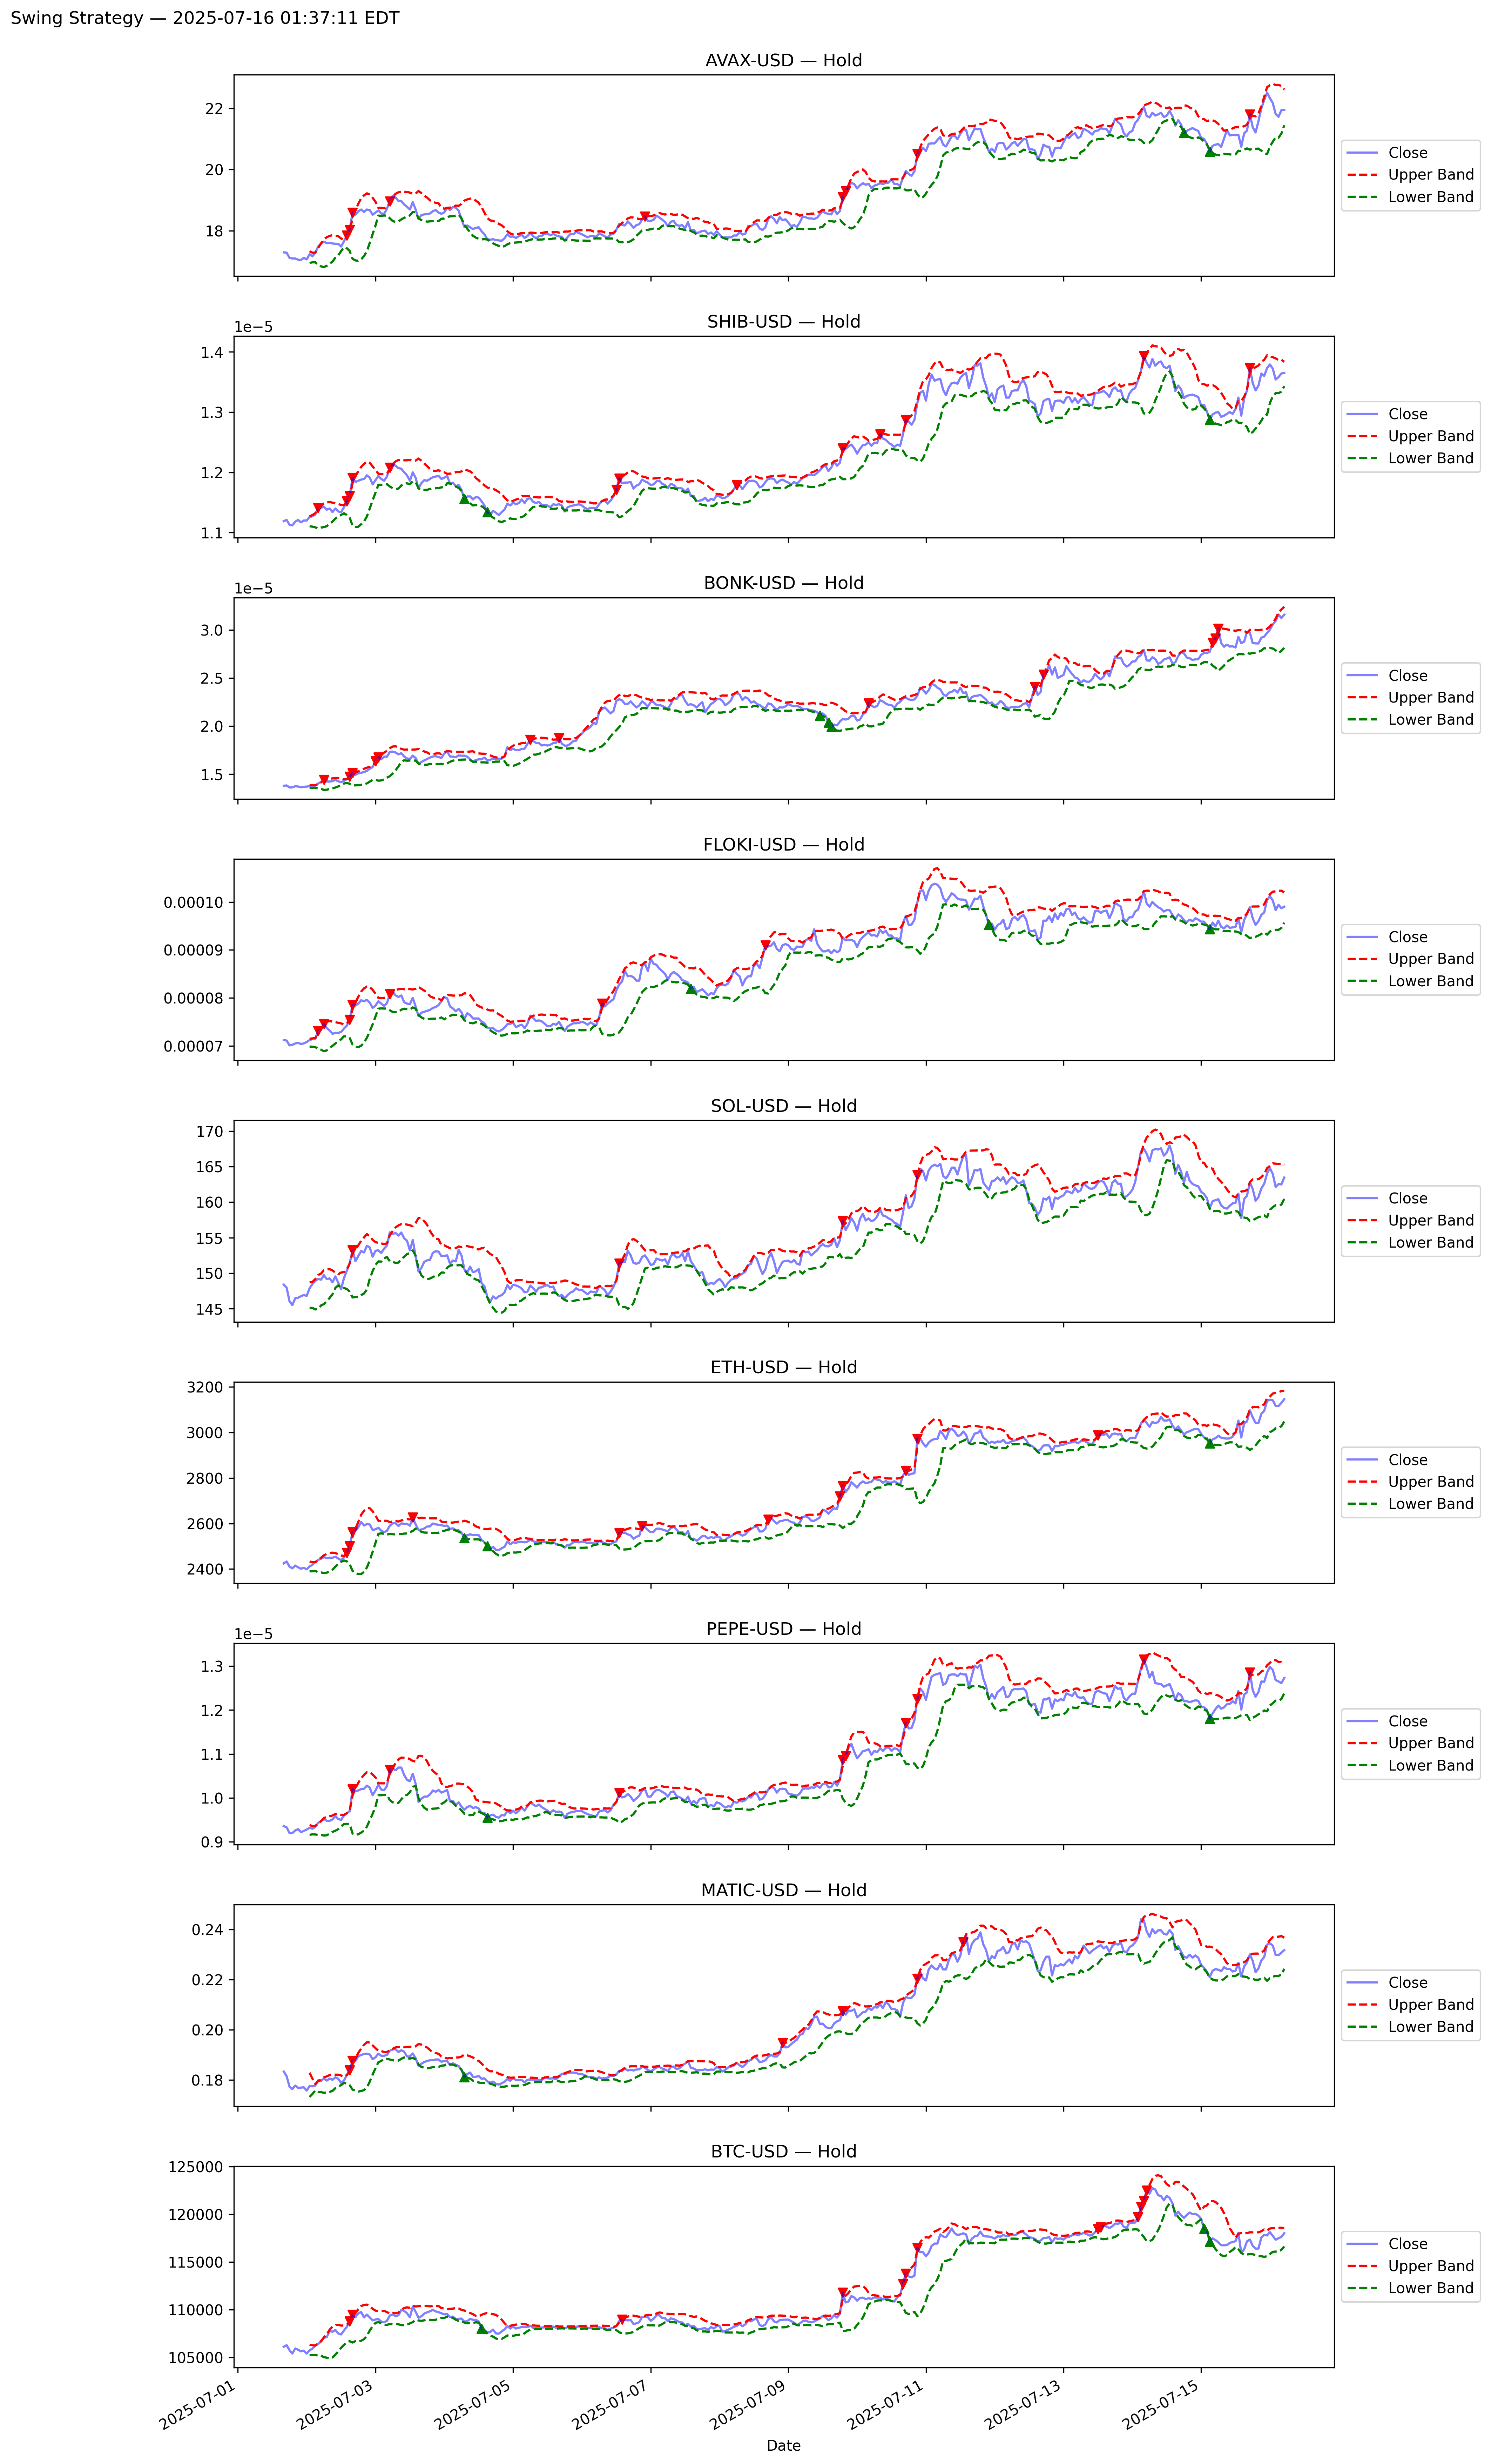 Swing Strategy — 2025-07-16 01:37:11 EDT
AVAX-USD — Hold
22
20
18
Close
Upper Band
Lower Band
SHIB-USD — Hold
1e−5
1.4
1.3
1.2
1.1
Close
Upper Band
Lower Band
BONK-USD — Hold
1e−5
3.0
2.5
2.0
1.5
Close
Upper Band
Lower Band
FLOKI-USD — Hold
0.00010
0.00009
0.00008
0.00007
Close
Upper Band
Lower Band
SOL-USD — Hold
170
165
160
155
150
145
Close
Upper Band
Lower Band
ETH-USD — Hold
3200
3000
2800
2600
2400
Close
Upper Band
Lower Band
PEPE-USD — Hold
1e−5
1.3
1.2
1.1
1.0
0.9
Close
Upper Band
Lower Band
MATIC-USD — Hold
0.24
0.22
0.20
0.18
Close
Upper Band
Lower Band
BTC-USD — Hold
125000
120000
115000
110000
105000
Close
Upper Band
Lower Band
2025-07-01
2025-07-03
2025-07-05
2025-07-07
2025-07-09
2025-07-11
2025-07-13
2025-07-15
Date